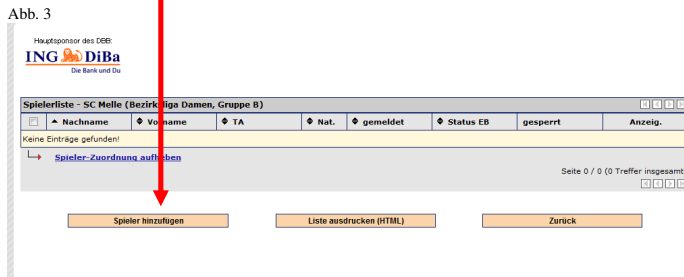 Abb. 3
Hauptsponsor des DBB:
ING DiBa
Die Bank und Du
Spielerliste - SC Melle (Bezirksliga Damen, Gruppe B)
Nachname Vorname TA Nat. gemeldet Status EB gesperrt Anzeig.
Keine Einträge gefunden!
Spieler-Zuordnung aufheben
Seite 0 / 0 (0 Treffer insgesamt
Spieler hinzufügen Liste ausdrucken (HTML) Zurück